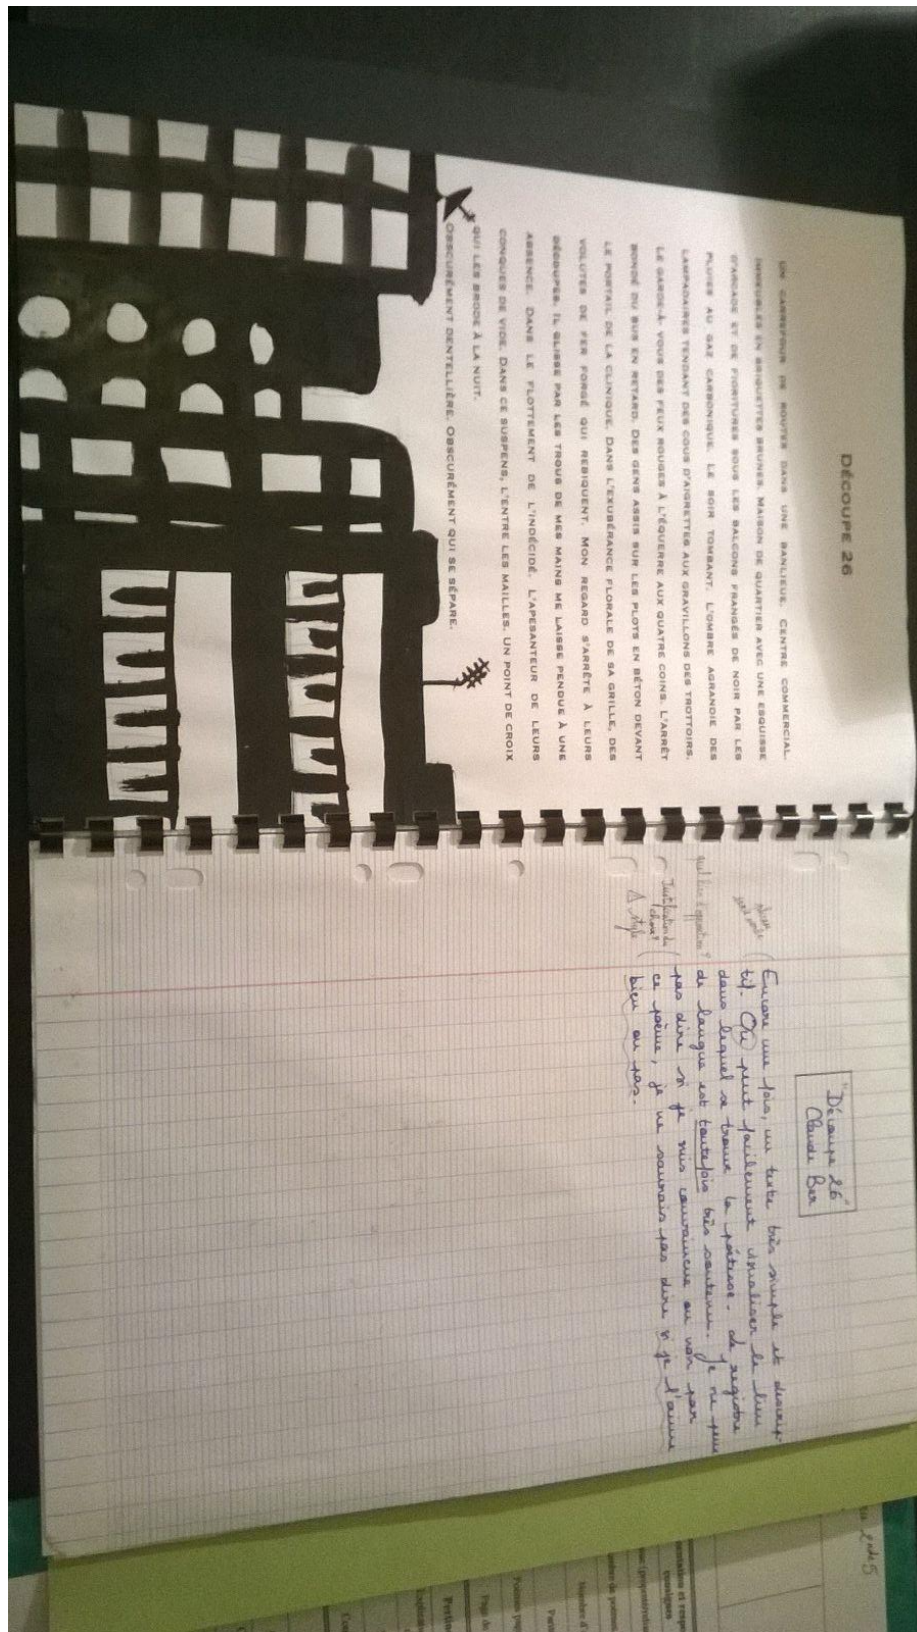 DÉCOUPE 26
UN CARREFOUR DE ROUTES DANS UNE BANLIEUE. CENTRE COMMERCIAL.
IMMEUBLES EN BRIQUETTES BRUNES. MAISON DE QUARTIER AVEC UNE ESQUISSE
D'ARCADE ET DE FIORITURES SOUS LES BALCONS FRANGÉS DE NOIR PAR LES
PLUIES AU GAZ CARBONIQUE. LE SOIR TOMBANT. L'OMBRE AGRANDIE DES
LAMPADAIRES TENDANT DES COUS D'AIGRETTES AUX GRAVILLONS DES TROTTOIRS.
LE GARDE-À-VOUS DES FEUX ROUGES À L'ÉQUERRE AUX QUATRE COINS. L'ARRÊT
BONDÉ DU BUS EN RETARD. DES GENS ASSIS SUR LES PLOTS EN BÉTON DEVANT
LE PORTAIL DE LA CLINIQUE. DANS L'EXUBÉRANCE FLORALE DE SA GRILLE, DES
VOLUTES DE FER FORGÉ QUI REBIQUENT. MON REGARD S'ARRÊTE À LEURS
DÉCOUPES. IL GLISSE PAR LES TROUS DE MES MAINS ME LAISSE PENDUE À UNE
ABSENCE. DANS LE FLOTTEMENT DE L'INDÉCIDÉ. L'APESANTEUR DE LEURS
CONQUES DE VIDE. DANS CE SUSPENS, L'ENTRE LES MAILLES. UN POINT DE CROIX
QUI LES BRODE À LA NUIT.
OBSCURÉMENT DENTELLIÈRE. OBSCURÉMENT QUI SE SÉPARE.
"Découpe 26"
Claude Ber
Encore une fois, un texte très simple et descrip-
tif. On peut facilement visualiser le lieu
dans lequel se trouve la poétesse. Le registre
de langue est toutefois très soutenu. Je ne peux
pas dire si je suis convaincue ou non par
ce poème, je ne saurais pas dire si je l'aime
bien ou pas.
quel lien d'opposition?
Justification du
choix?
Δ style